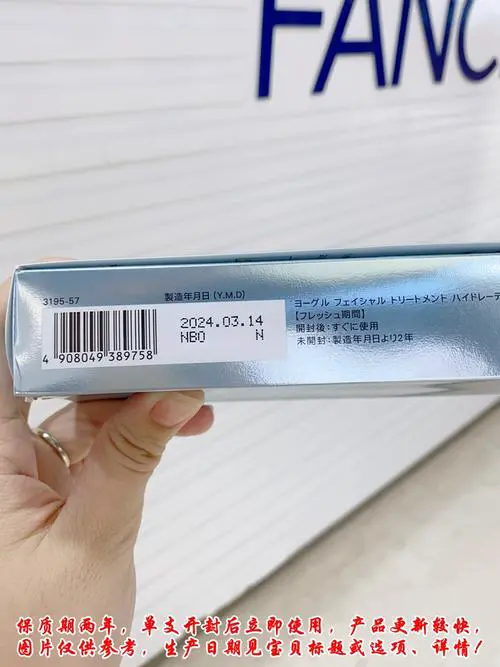 FANC
3195-57
製造年月日 (Y.M.D)
2024.03.14
NBO N
4 908049 389758
ヨーグル フェイシャル トリートメント ハイドレーテ
【フレッシュ期間】
開封後:すぐに使用
未開封:製造年月日より2年
保质期两年，单支开封后立即使用，产品更新较快，
图片仅供参考，生产日期见宝贝标题或选项、详情！